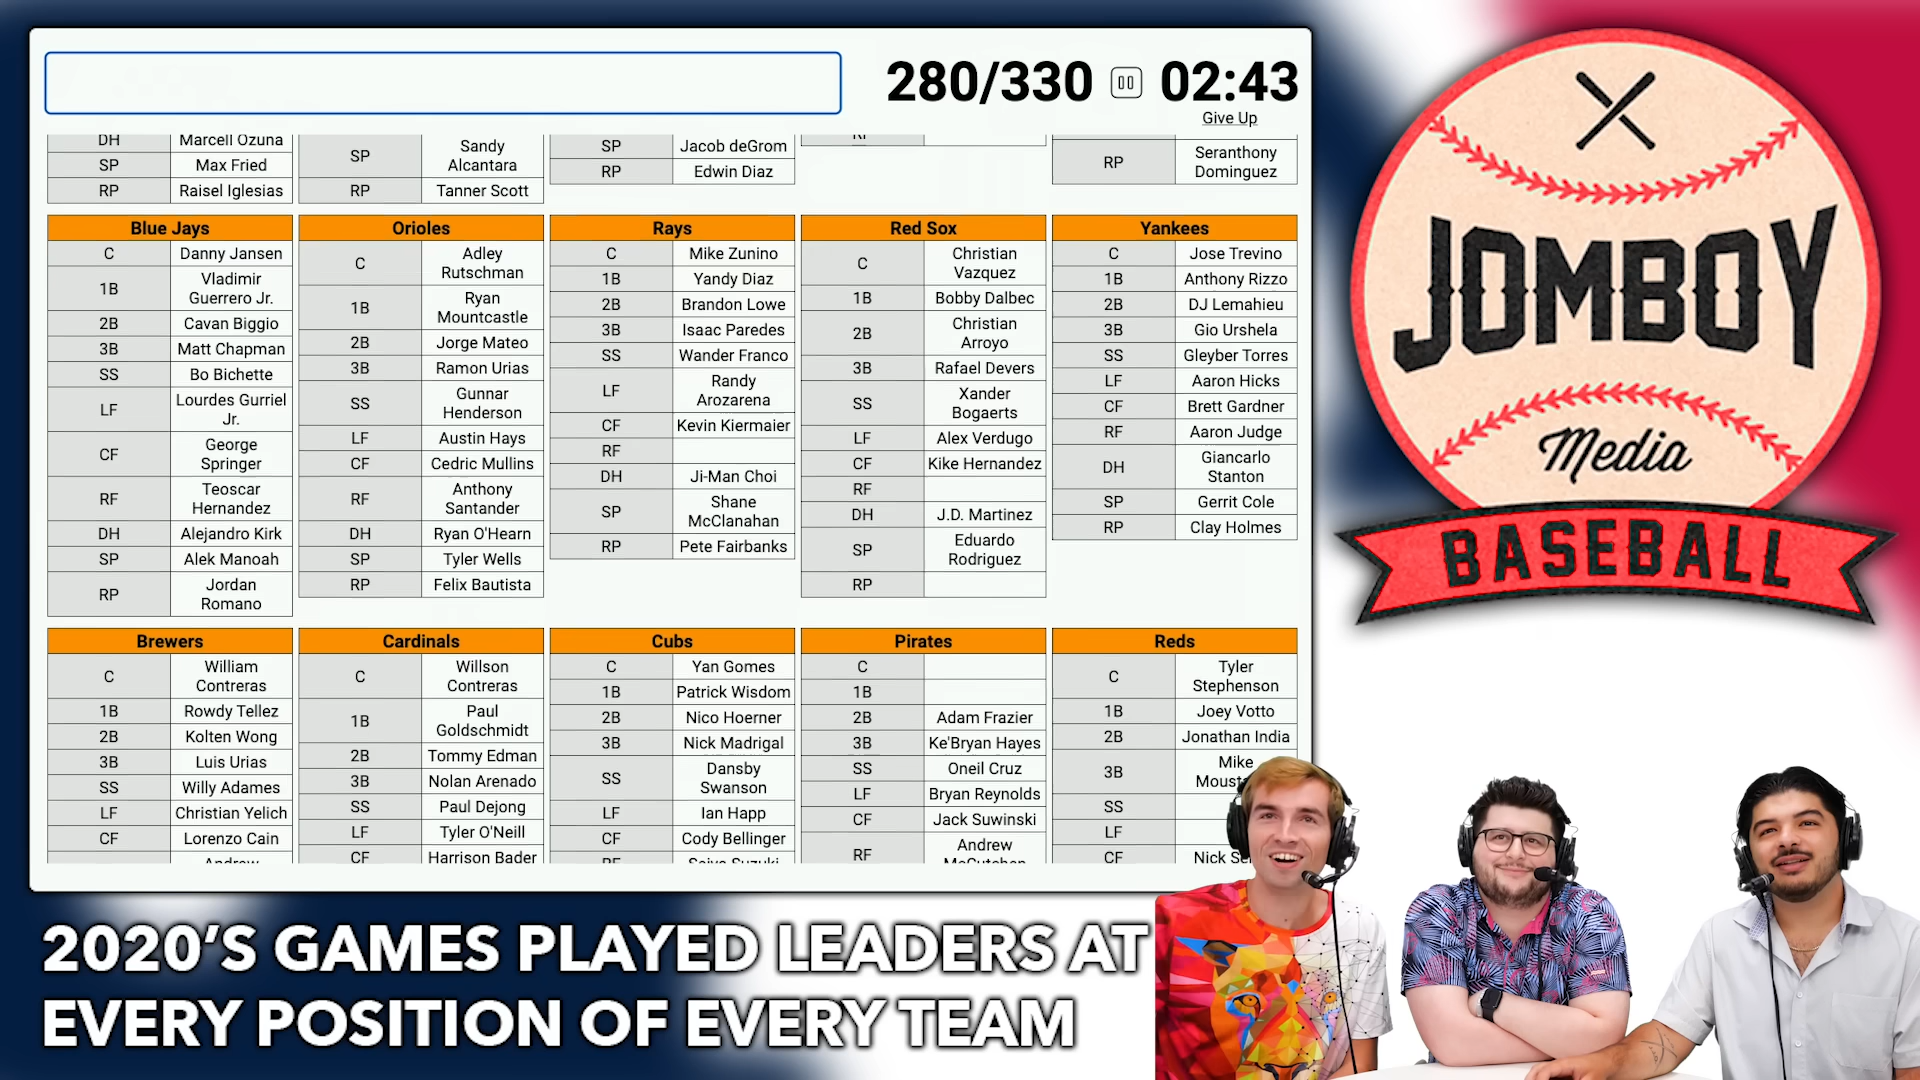 280/330 02:43
Give Up
DH Marcell Ozuna
SP Max Fried
RP Raisel Iglesias
SP Sandy
Alcantara
RP Tanner Scott
SP Jacob deGrom
RP Edwin Diaz
RP Seranthony
Dominguez
Blue Jays
C Danny Jansen
1B Vladimir
Guerrero Jr.
2B Cavan Biggio
3B Matt Chapman
SS Bo Bichette
LF Lourdes Gurriel
Jr.
CF George
Springer
RF Teoscar
Hernandez
DH Alejandro Kirk
SP Alek Manoah
RP Jordan
Romano
Orioles
C Adley
Rutschman
1B Ryan
Mountcastle
2B Jorge Mateo
3B Ramon Urias
SS Gunnar
Henderson
LF Austin Hays
CF Cedric Mullins
RF Anthony
Santander
DH Ryan O'Hearn
SP Tyler Wells
RP Felix Bautista
Rays
C Mike Zunino
1B Yandy Diaz
2B Brandon Lowe
3B Isaac Paredes
SS Wander Franco
LF Randy
Arozarena
CF Kevin Kiermaier
RF
DH Ji-Man Choi
SP Shane
McClanahan
RP Pete Fairbanks
Red Sox
C Christian
Vazquez
1B Bobby Dalbec
2B Christian
Arroyo
3B Rafael Devers
SS Xander
Bogaerts
LF Alex Verdugo
CF Kike Hernandez
RF
DH J.D. Martinez
SP Eduardo
Rodriguez
RP
Yankees
C Jose Trevino
1B Anthony Rizzo
2B DJ Lemahieu
3B Gio Urshela
SS Gleyber Torres
LF Aaron Hicks
CF Brett Gardner
RF Aaron Judge
DH Giancarlo
Stanton
SP Gerrit Cole
RP Clay Holmes
Brewers
C William
Contreras
1B Rowdy Tellez
2B Kolten Wong
3B Luis Urias
SS Willy Adames
LF Christian Yelich
CF Lorenzo Cain
Andrew
Cardinals
C Willson
Contreras
1B Paul
Goldschmidt
2B Tommy Edman
3B Nolan Arenado
SS Paul Dejong
LF Tyler O'Neill
CF Harrison Bader
Cubs
C Yan Gomes
1B Patrick Wisdom
2B Nico Hoerner
3B Nick Madrigal
SS Dansby
Swanson
LF Ian Happ
CF Cody Bellinger
RF Seiya Suzuki
Pirates
C
1B
2B Adam Frazier
3B Ke'Bryan Hayes
SS Oneil Cruz
LF Bryan Reynolds
CF Jack Suwinski
RF Andrew
McCutchen
Reds
C Tyler
Stephenson
1B Joey Votto
2B Jonathan India
3B Mike
SS
LF
CF Nick
JOMBOY
Media
BASEBALL
2020'S GAMES PLAYED LEADERS AT
EVERY POSITION OF EVERY TEAM